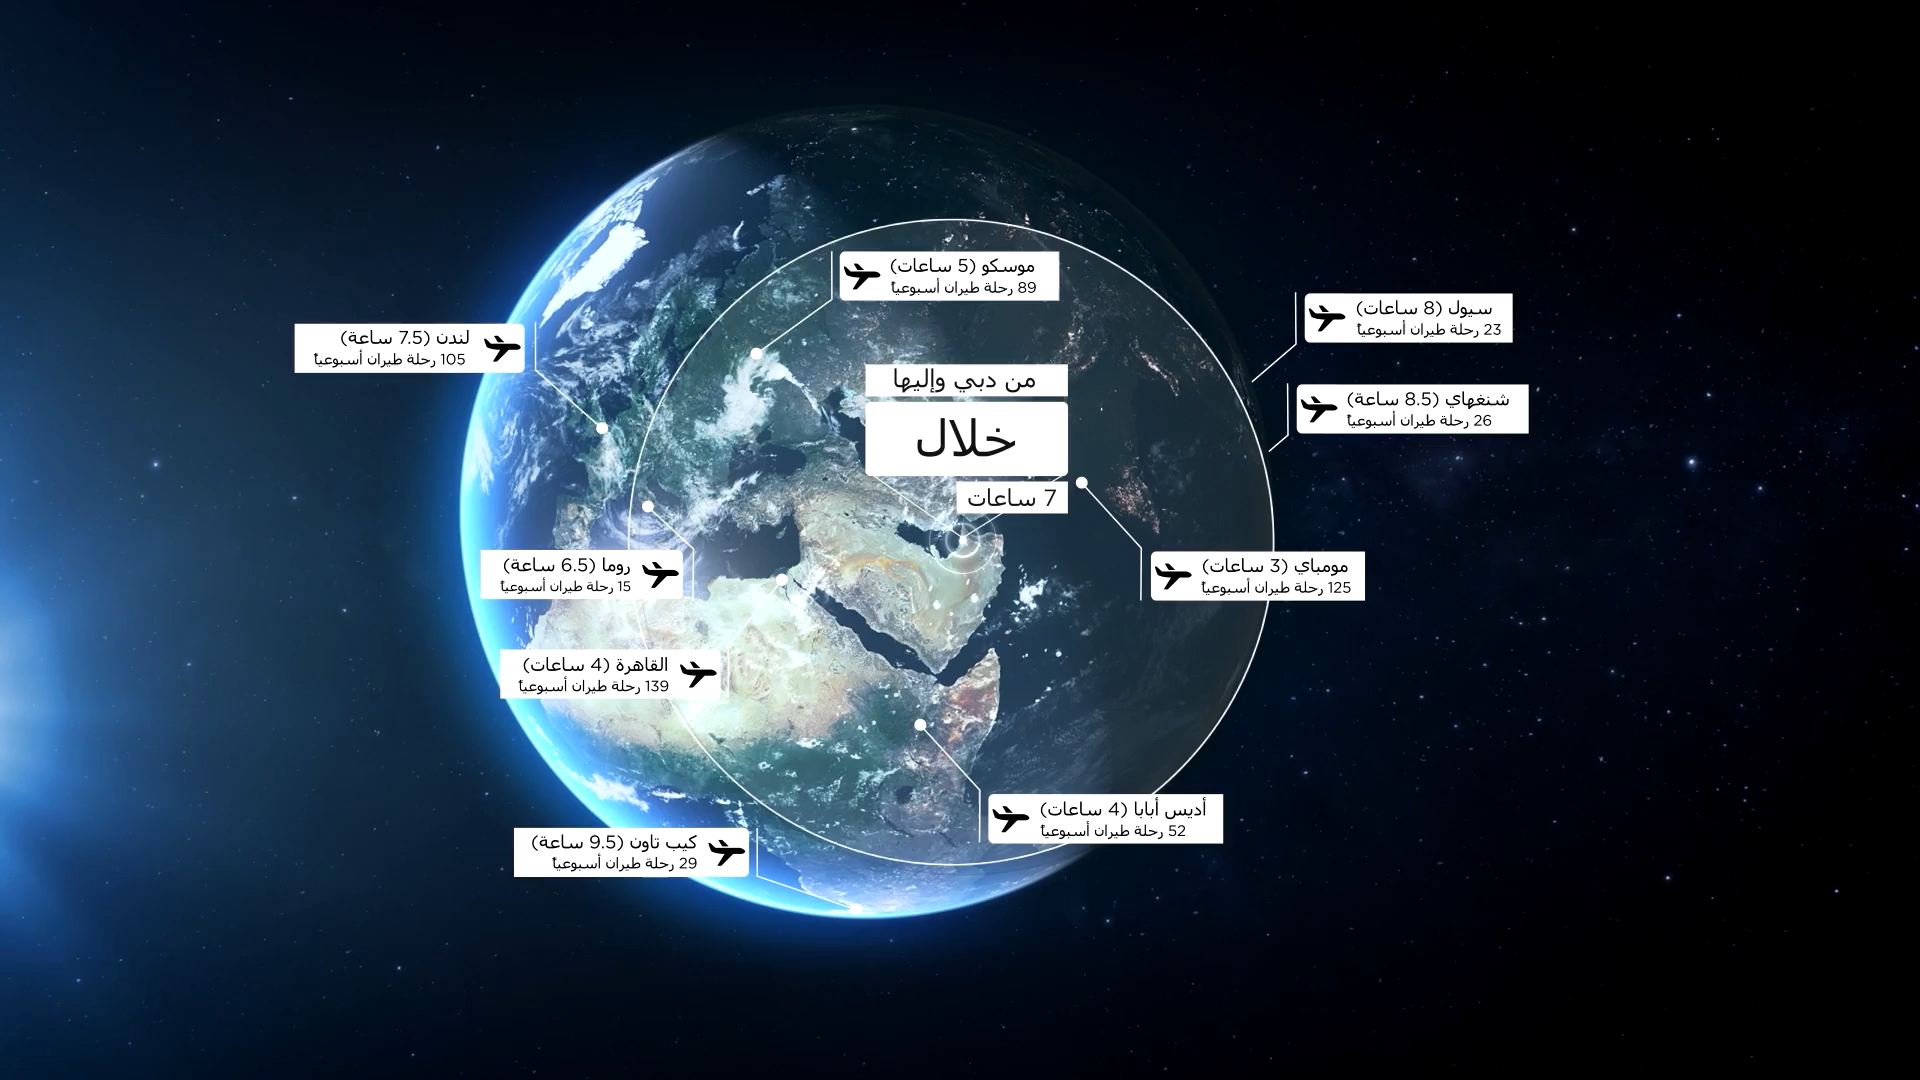 موسكو (5 ساعات)
89 رحلة طيران أسبوعياً
سيول (8 ساعات)
23 رحلة طيران أسبوعياً
لندن (7.5 ساعة)
105 رحلة طيران أسبوعياً
من دبي وإليها
خلال
7 ساعات
شنغهاي (8.5 ساعة)
26 رحلة طيران أسبوعياً
روما (6.5 ساعة)
15 رحلة طيران أسبوعياً
مومباي (3 ساعات)
125 رحلة طيران أسبوعياً
القاهرة (4 ساعات)
139 رحلة طيران أسبوعياً
أديس أبابا (4 ساعات)
52 رحلة طيران أسبوعياً
كيب تاون (9.5 ساعة)
29 رحلة طيران أسبوعياً